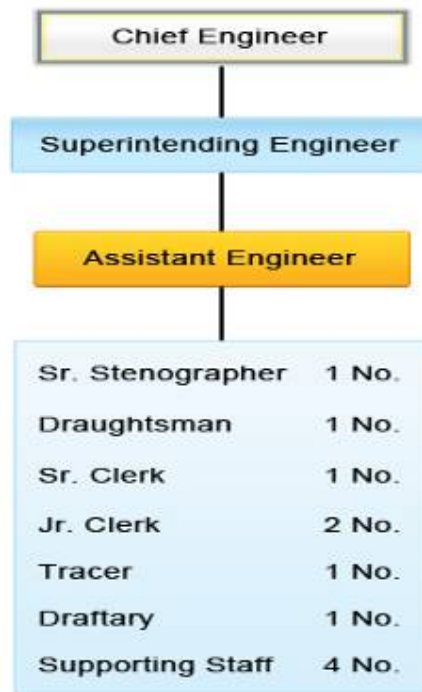 Chief Engineer
Superintending Engineer
Assistant Engineer
Sr. Stenographer 1 No.
Draughtsman 1 No.
Sr. Clerk 1 No.
Jr. Clerk 2 No.
Tracer 1 No.
Draftary 1 No.
Supporting Staff 4 No.